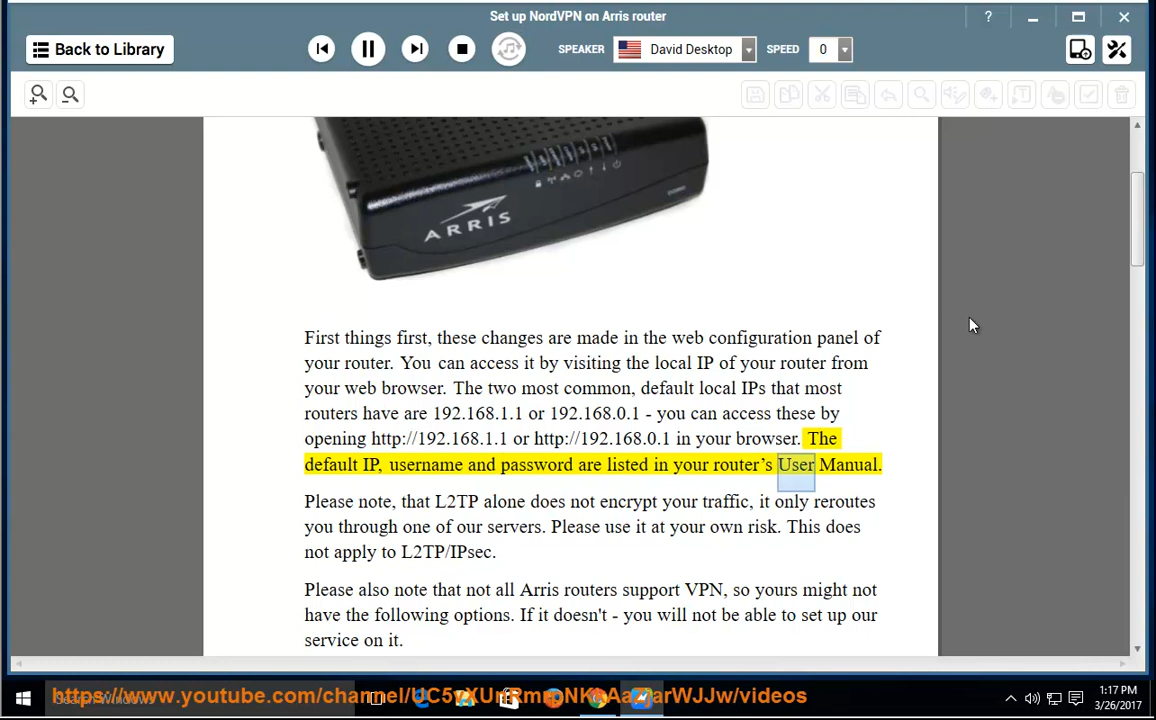 Set up NordVPN on Arris router
?
Back to Library
SPEAKER
David Desktop
SPEED
0
ARRIS
First things first, these changes are made in the web configuration panel of
your router. You can access it by visiting the local IP of your router from
your web browser. The two most common, default local IPs that most
routers have are 192.168.1.1 or 192.168.0.1 - you can access these by
opening http://192.168.1.1 or http://192.168.0.1 in your browser. The
default IP, username and password are listed in your router’s User Manual.
Please note, that L2TP alone does not encrypt your traffic, it only reroutes
you through one of our servers. Please use it at your own risk. This does
not apply to L2TP/IPsec.
Please also note that not all Arris routers support VPN, so yours might not
have the following options. If it doesn't - you will not be able to set up our
service on it.
Search Windows
1:17 PM
3/26/2017